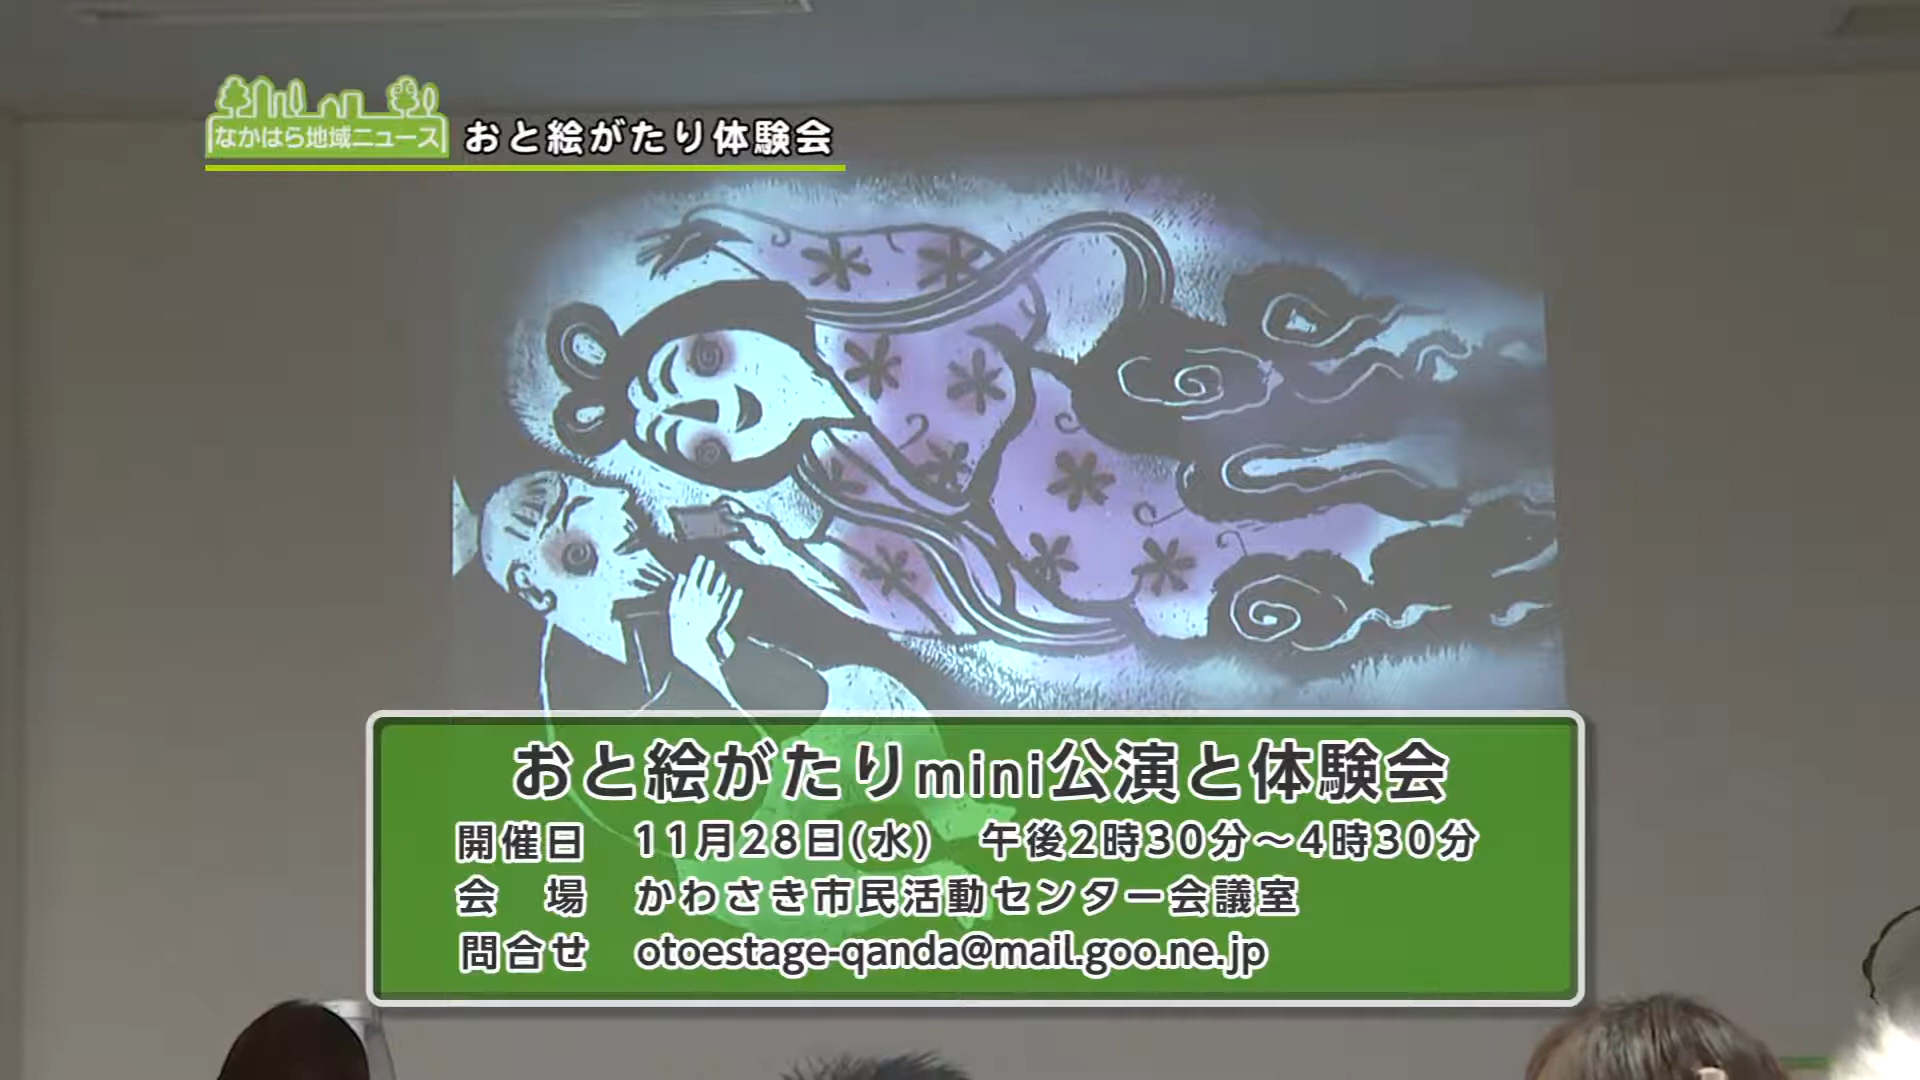 なかはら地域ニュース おと絵がたり体験会
おと絵がたりmini公演と体験会
開催日 11月28日(水) 午後2時30分～4時30分
会 場 かわさき市民活動センター会議室
問合せ otoestage-qanda@mail.goo.ne.jp